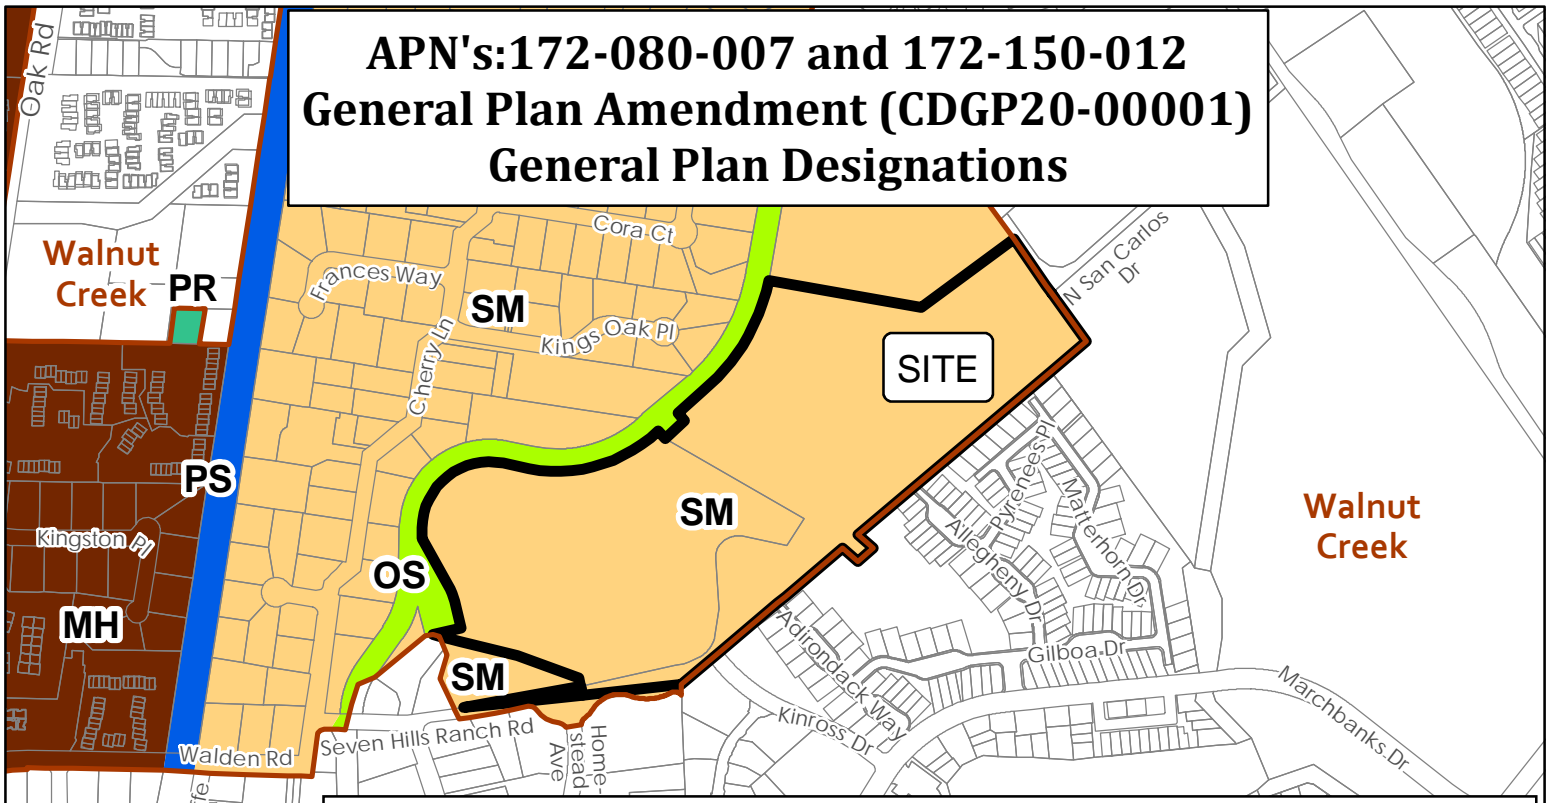 APN's:172-080-007 and 172-150-012
General Plan Amendment (CDGP20-00001)
General Plan Designations
Oak Rd
Walnut
Creek
PR
Cora Ct
Frances Way
SM
Kings Oak Pl
Cherry Ln
N San Carlos
Dr
SITE
PS
SM
Kingston Pl
OS
MH
SM
Pyrenees Pl
Matterhorn Dr
Allegheny Dr
Walnut
Creek
Adirondack Way
Gilboa Dr
Marchbanks Dr
Kinross Dr
Seven Hills Ranch Rd
Home-
stead
Ave
Walden Rd